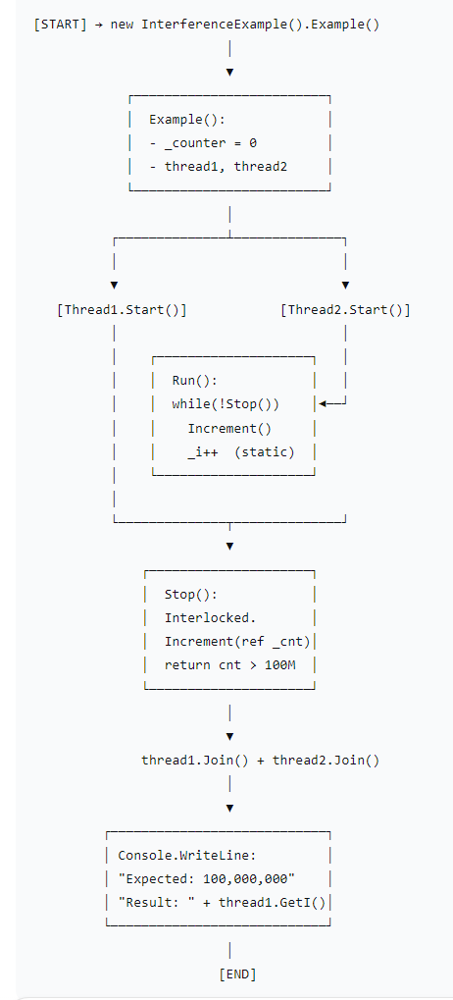 [START] → new InterferenceExample().Example()
Example():
- _counter = 0
- thread1, thread2
[Thread1.Start()] [Thread2.Start()]
Run():
while(!Stop())
Increment()
_i++ (static)
Stop():
Interlocked.
Increment(ref _cnt)
return cnt > 100M
thread1.Join() + thread2.Join()
Console.WriteLine:
"Expected: 100,000,000"
"Result: " + thread1.GetI()
[END]